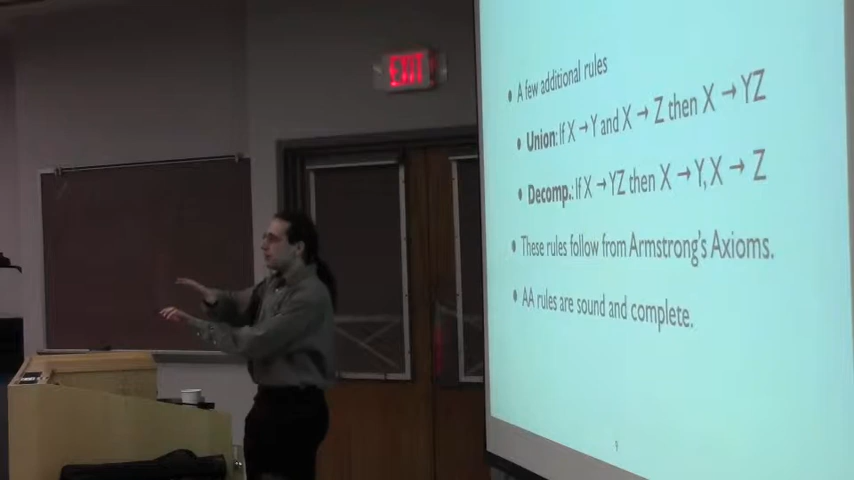 EXIT
• A few additional rules
• Union: If X → Y and X → Z then X → YZ
• Decomp.: If X → YZ then X → Y, X → Z
• These rules follow from Armstrong's Axioms.
• AA rules are sound and complete.